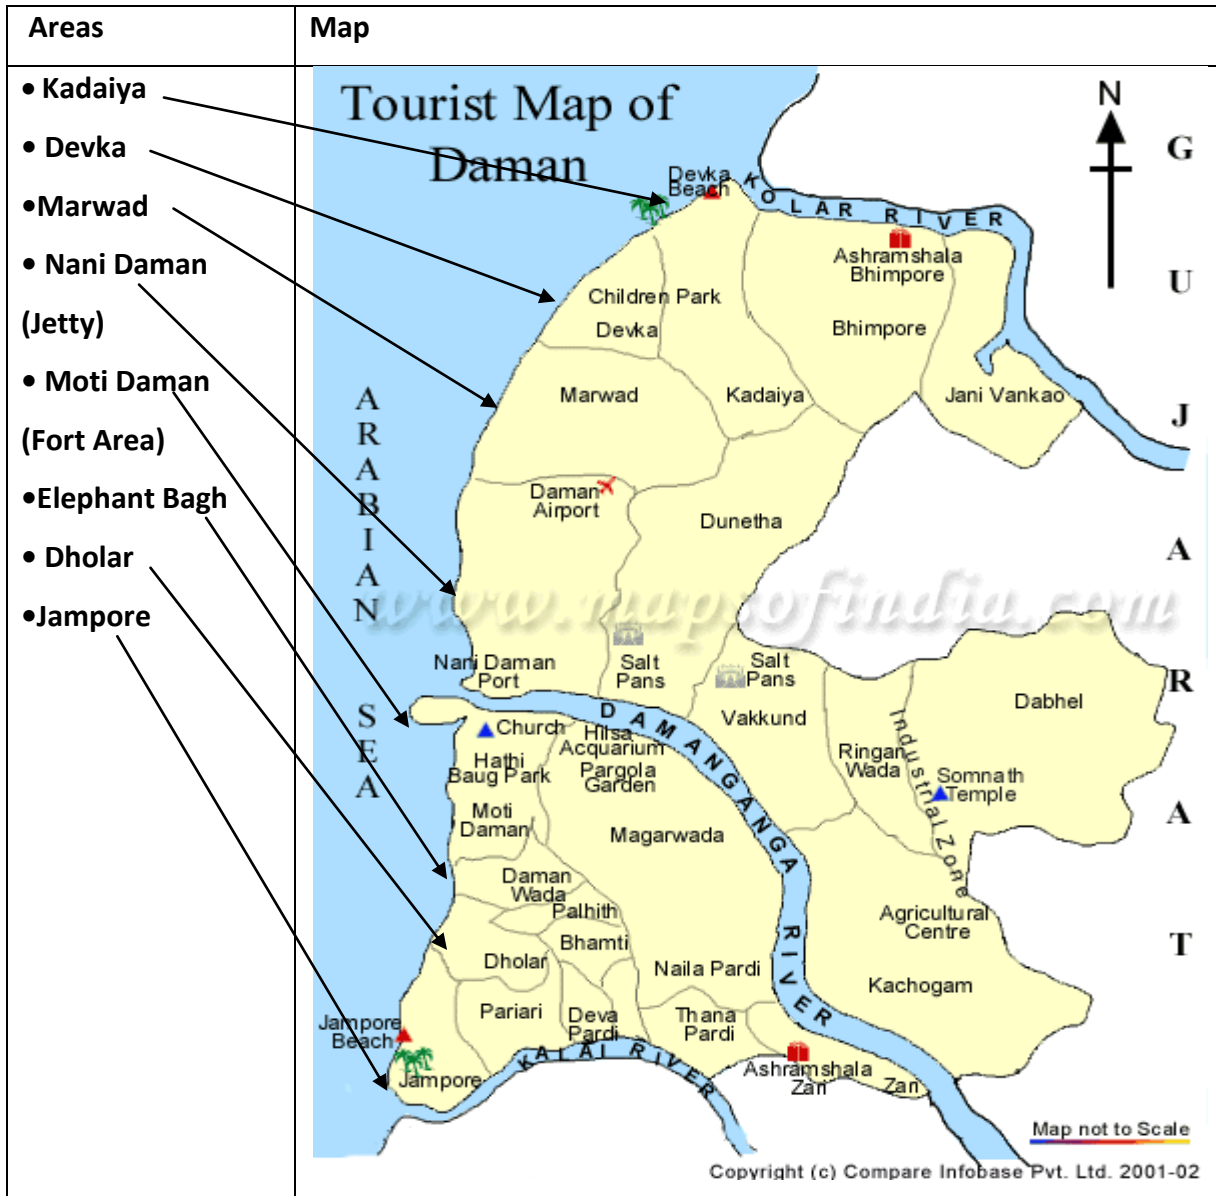 Areas
Map
• Kadaiya
• Devka
•Marwad
• Nani Daman
(Jetty)
• Moti Daman
(Fort Area)
•Elephant Bagh
• Dholar
•Jampore
Tourist Map of
Daman
N
G
U
J
A
R
A
T
Devka
Beach
KOLAR RIVER
Ashramshala
Bhimpore
Children Park
Devka
Bhimpore
Marwad
Kadaiya
Jani Vankao
ARABIAN
SEA
Daman
Airport
Dunetha
www.mapsofindia.com
Nani Daman
Port
Salt
Pans
Salt
Pans
Dabhel
Vakkund
DAMANGANGA RIVER
Church
Hilsa
Acquarium
Pargola
Garden
Hathi
Baug Park
Ringan
Wada
Industrial Zone
Somnath
Temple
Moti
Daman
Magarwada
Daman
Wada
Palhith
Bhamti
Agricultural
Centre
Dholar
Naila Pardi
Kachogam
Pariari
Deva
Pardi
Thana
Pardi
Jampore
Beach
KALAI RIVER
Jampore
Ashramshala
Zari
Zari
Map not to Scale
Copyright (c) Compare Infobase Pvt. Ltd. 2001-02